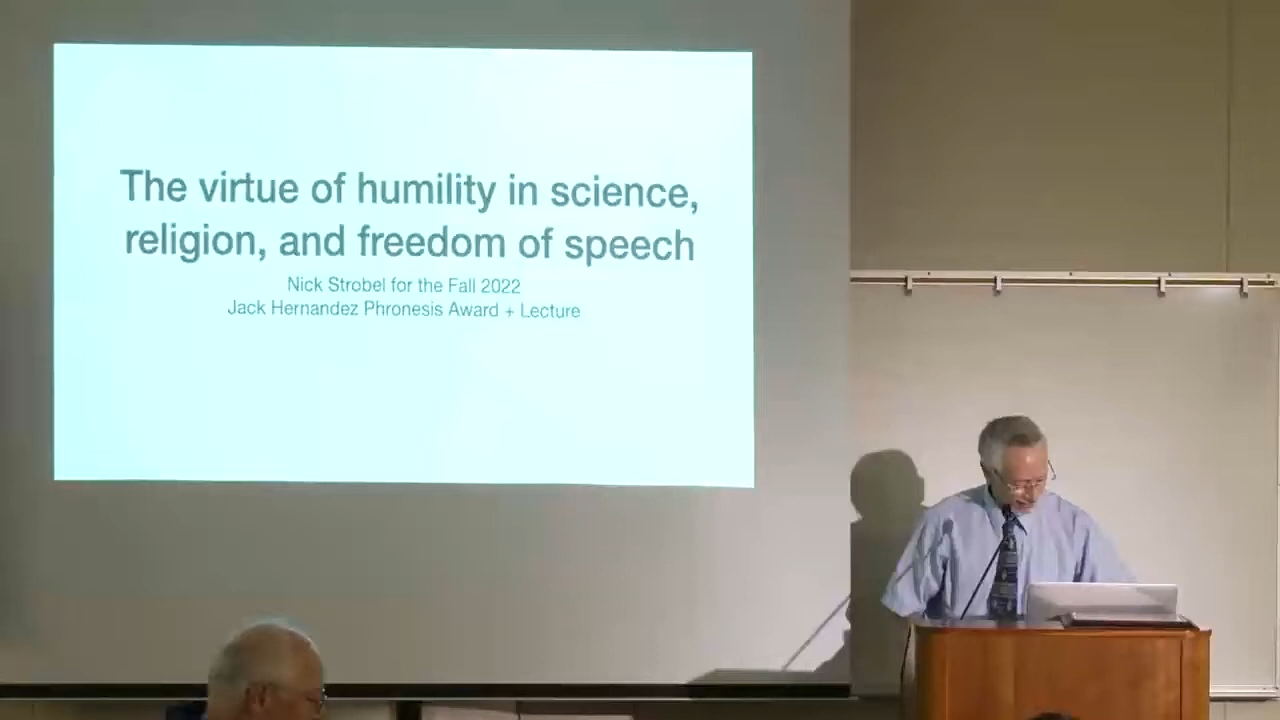 The virtue of humility in science,
religion, and freedom of speech
Nick Strobel for the Fall 2022
Jack Hernandez Phronesis Award + Lecture